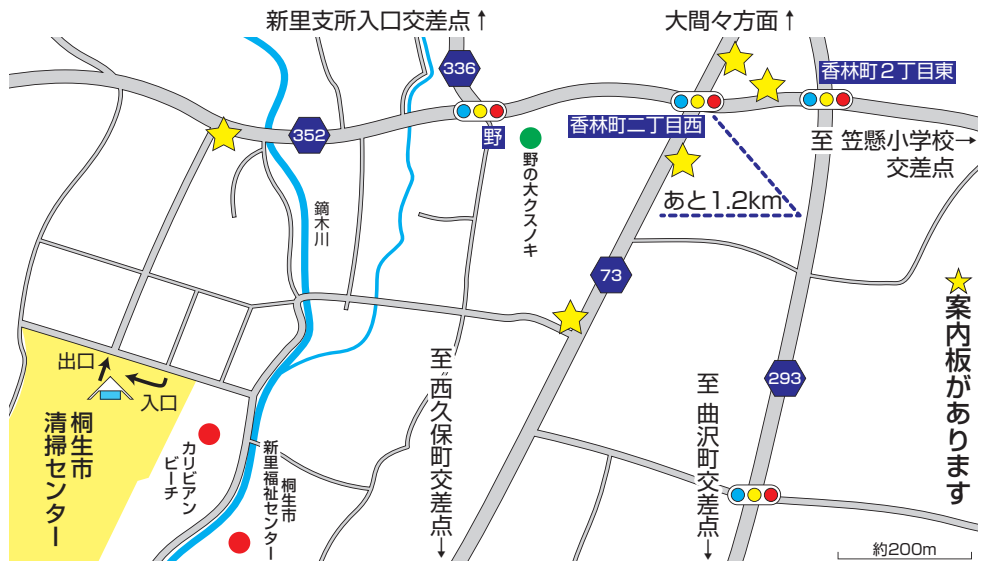 新里支所入口交差点↑
大間々方面↑
336
香林町2丁目東
352
野
香林町二丁目西
至 笠懸小学校→
交差点
野の大クスノキ
あと1.2km
鏑木川
73
案内板があります
出口
入口
至 西久保町交差点→
至 曲沢町交差点→
293
桐生市
清掃センター
カリビアン
ビーチ
桐生市
新里福祉センター
約200m